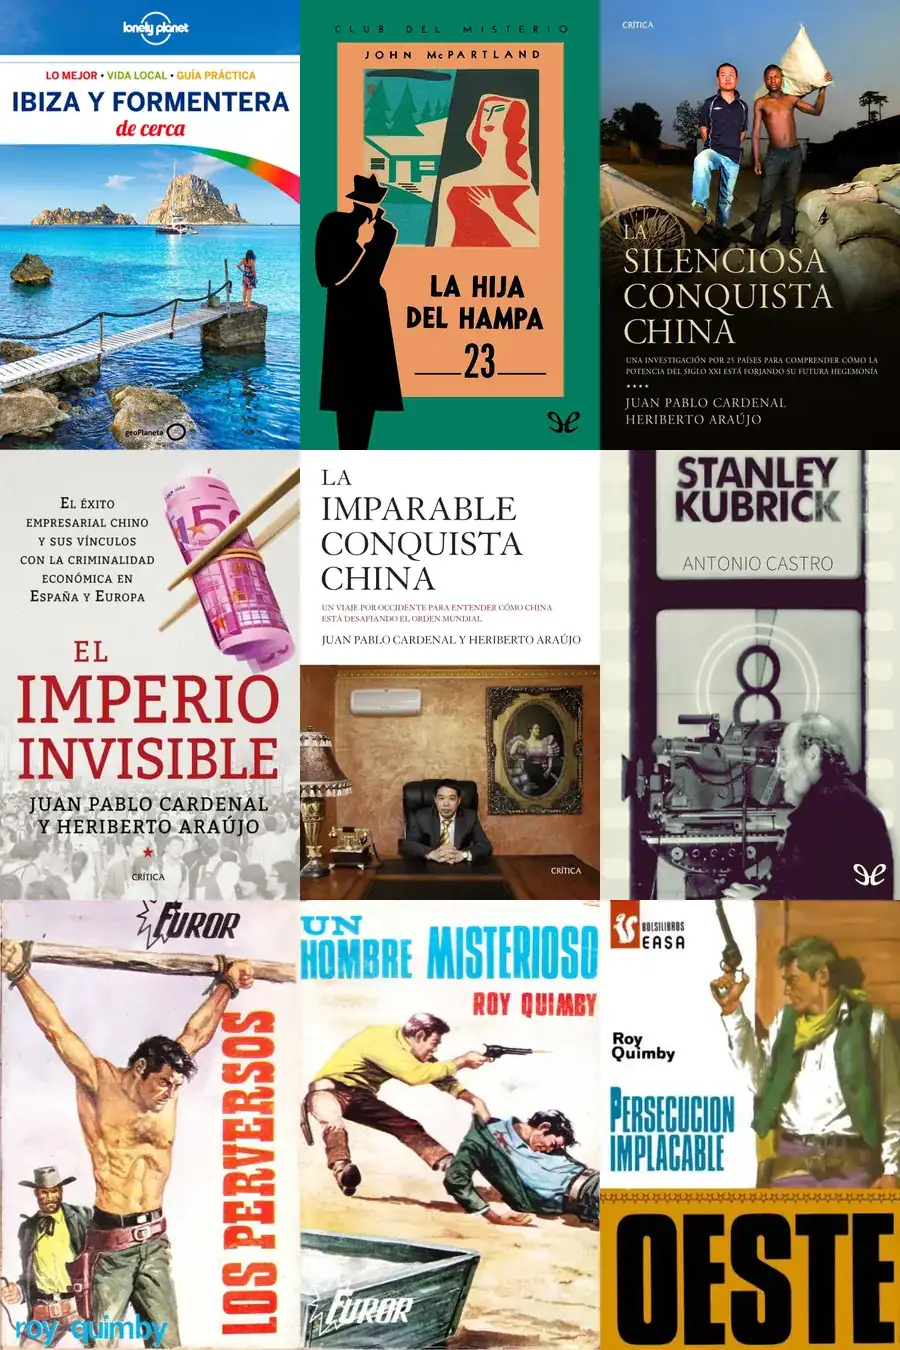 lonely planet
LO MEJOR • VIDA LOCAL • GUÍA PRÁCTICA
IBIZA Y FORMENTERA
de cerca
geoPlaneta
CLUB DEL MISTERIO
JOHN McPARTLAND
LA HIJA
DEL HAMPA
23
CRÍTICA
LA
SILENCIOSA
CONQUISTA
CHINA
UNA INVESTIGACIÓN POR 25 PAÍSES PARA COMPRENDER CÓMO LA
POTENCIA DEL SIGLO XXI ESTÁ FORJANDO SU FUTURA HEGEMONÍA
JUAN PABLO CARDENAL
HERIBERTO ARAÚJO
EL ÉXITO
EMPRESARIAL CHINO
Y SUS VÍNCULOS
CON LA CRIMINALIDAD
ECONÓMICA EN
ESPAÑA Y EUROPA
EL
IMPERIO
INVISIBLE
JUAN PABLO CARDENAL
Y HERIBERTO ARAÚJO
CRÍTICA
LA
IMPARABLE
CONQUISTA
CHINA
UN VIAJE POR OCCIDENTE PARA ENTENDER CÓMO CHINA
ESTÁ DESAFIANDO EL ORDEN MUNDIAL
JUAN PABLO CARDENAL Y HERIBERTO ARAÚJO
CRÍTICA
STANLEY
KUBRICK
ANTONIO CASTRO
8
FUROR
LOS PERVERSOS
roy quimby
UN
HOMBRE MISTERIOSO
ROY QUIMBY
FUROR
BOLSILIBROS
EASA
Roy
Quimby
PERSECUCION
IMPLACABLE
OESTE